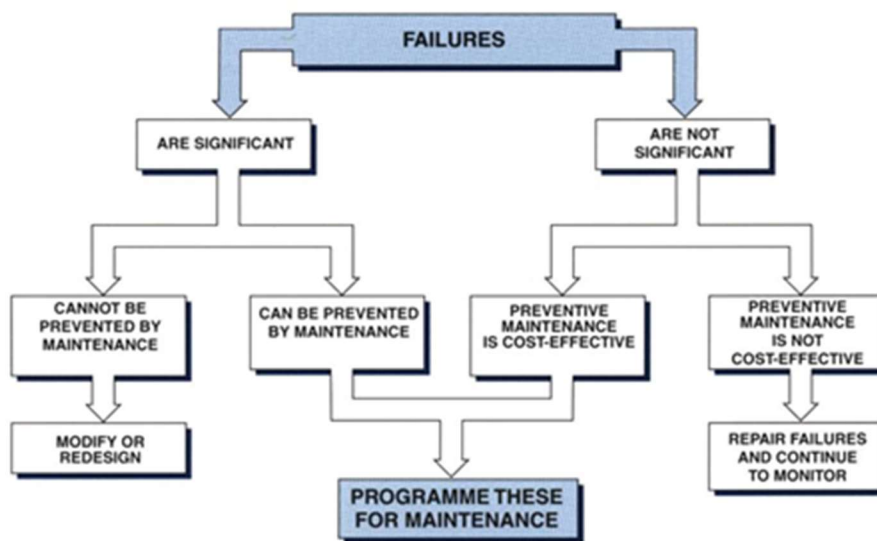 FAILURES
ARE SIGNIFICANT
ARE NOT
SIGNIFICANT
CANNOT BE
PREVENTED BY
MAINTENANCE
CAN BE PREVENTED
BY MAINTENANCE
PREVENTIVE
MAINTENANCE
IS COST-EFFECTIVE
PREVENTIVE
MAINTENANCE
IS NOT
COST-EFFECTIVE
MODIFY OR
REDESIGN
REPAIR FAILURES
AND CONTINUE
TO MONITOR
PROGRAMME THESE
FOR MAINTENANCE